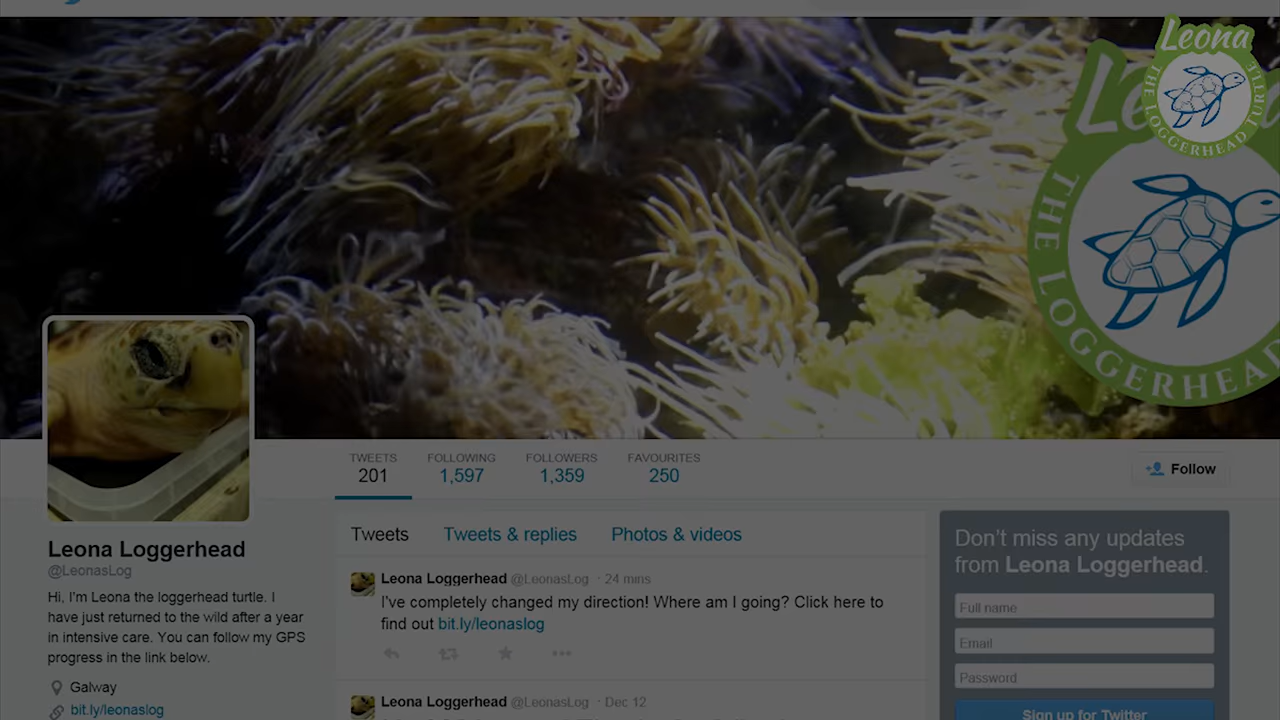 Leona
THE LOGGERHEAD TURTLE
Le
THE LOGGERHEA
TWEETS FOLLOWING FOLLOWERS FAVOURITES
201 1,597 1,359 250
Follow
Leona Loggerhead
@LeonasLog
Hi, I'm Leona the loggerhead turtle. I
have just returned to the wild after a year
in intensive care. You can follow my GPS
progress in the link below.
Galway
bit.ly/leonaslog
Tweets Tweets & replies Photos & videos
Leona Loggerhead @LeonasLog · 24 mins
I've completely changed my direction! Where am I going? Click here to
find out bit.ly/leonaslog
Leona Loggerhead @LeonasLog · Dec 12
Don't miss any updates
from Leona Loggerhead.
Full name
Email
Password
Sign up for Twitter